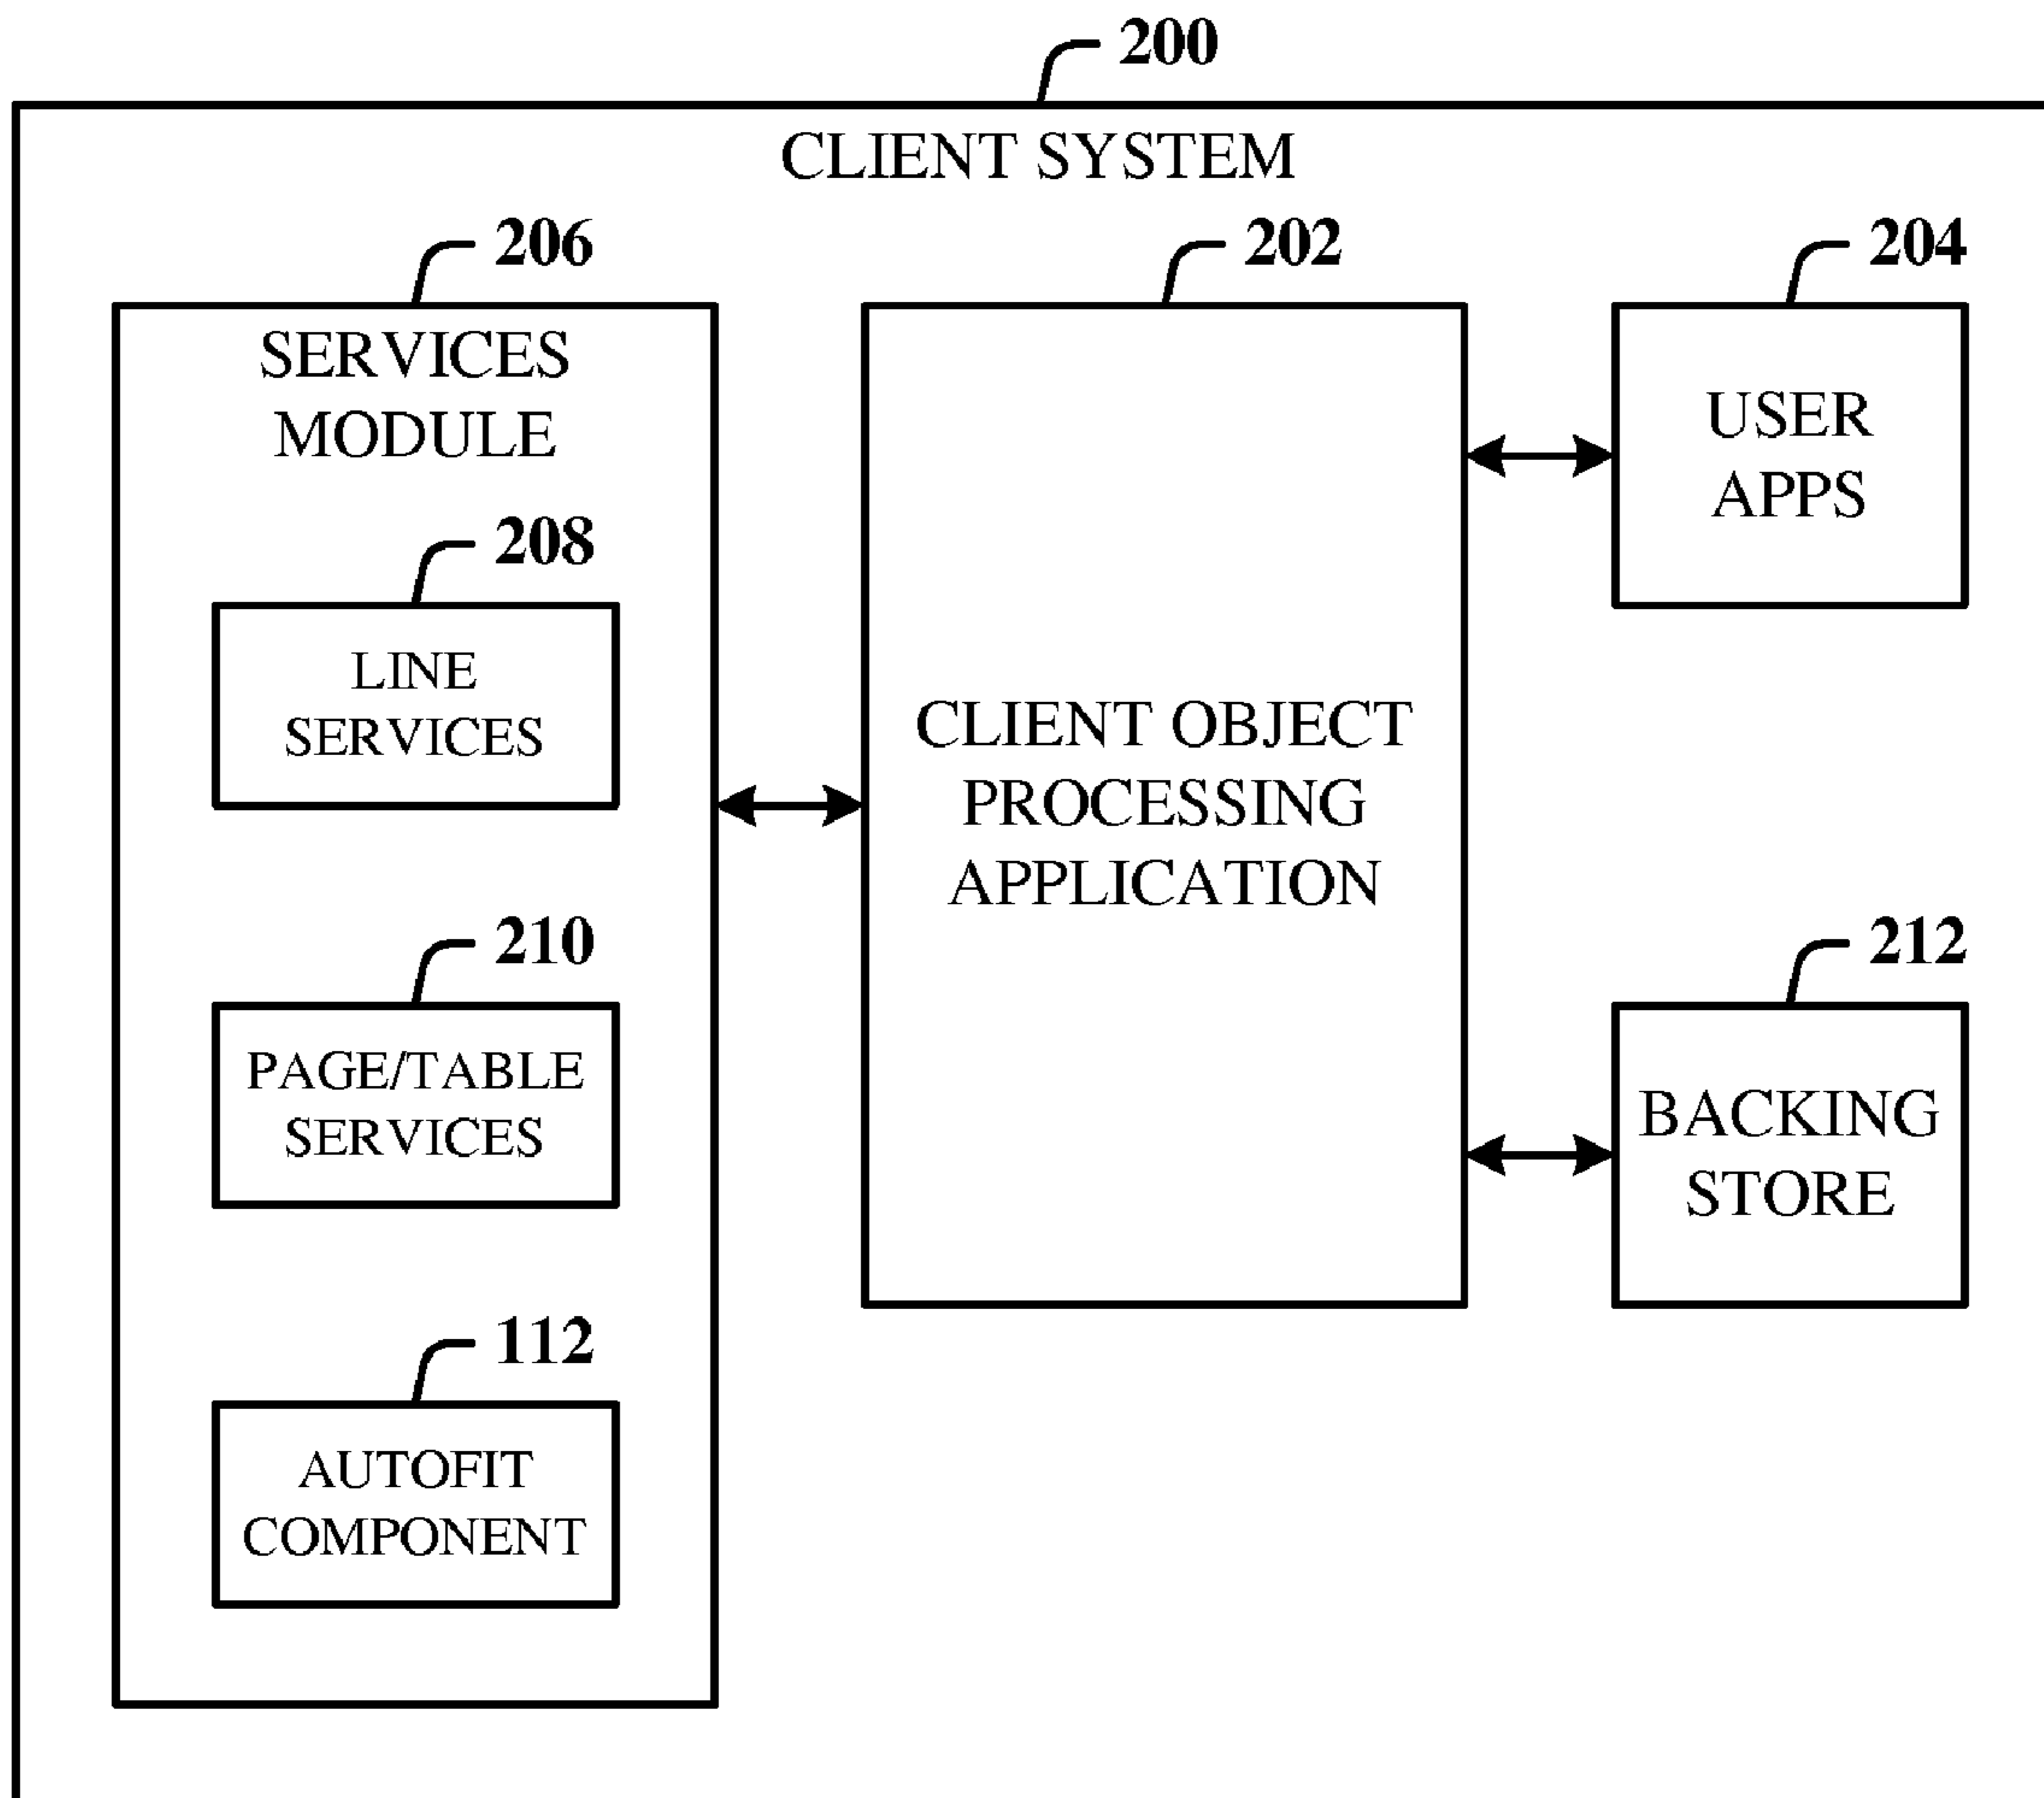 200
CLIENT SYSTEM
206
SERVICES
MODULE
208
LINE
SERVICES
210
PAGE/TABLE
SERVICES
112
AUTOFIT
COMPONENT
202
CLIENT OBJECT
PROCESSING
APPLICATION
204
USER
APPS
212
BACKING
STORE